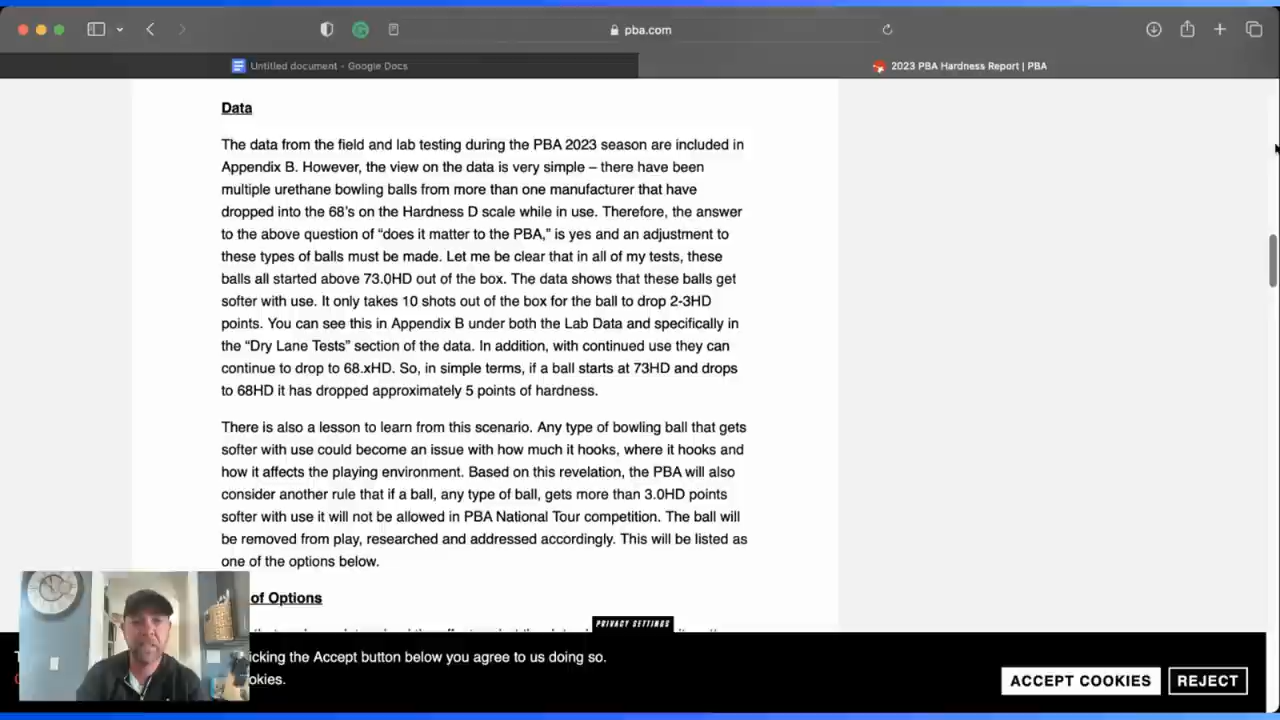 pba.com
Untitled document - Google Docs
2023 PBA Hardness Report | PBA
Data
The data from the field and lab testing during the PBA 2023 season are included in
Appendix B. However, the view on the data is very simple – there have been
multiple urethane bowling balls from more than one manufacturer that have
dropped into the 68's on the Hardness D scale while in use. Therefore, the answer
to the above question of “does it matter to the PBA,” is yes and an adjustment to
these types of balls must be made. Let me be clear that in all of my tests, these
balls all started above 73.0HD out of the box. The data shows that these balls get
softer with use. It only takes 10 shots out of the box for the ball to drop 2-3HD
points. You can see this in Appendix B under both the Lab Data and specifically in
the “Dry Lane Tests” section of the data. In addition, with continued use they can
continue to drop to 68.xHD. So, in simple terms, if a ball starts at 73HD and drops
to 68HD it has dropped approximately 5 points of hardness.
There is also a lesson to learn from this scenario. Any type of bowling ball that gets
softer with use could become an issue with how much it hooks, where it hooks and
how it affects the playing environment. Based on this revelation, the PBA will also
consider another rule that if a ball, any type of ball, gets more than 3.0HD points
softer with use it will not be allowed in PBA National Tour competition. The ball will
be removed from play, researched and addressed accordingly. This will be listed as
one of the options below.
of Options
PRIVACY SETTINGS
icking the Accept button below you agree to us doing so.
okies.
ACCEPT COOKIES
REJECT